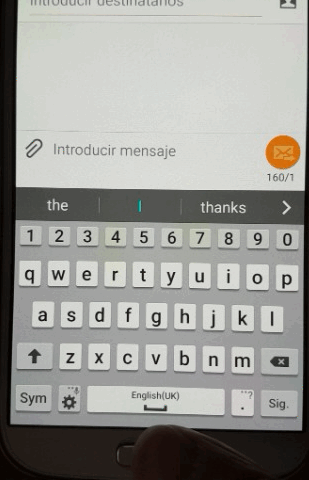 Introducir destinatarios
Introducir mensaje
160/1
the I thanks >
1 2 3 4 5 6 7 8 9 0
q w e r t y u i o p
a s d f g h j k l
z x c v b n m
Sym English(UK) . Sig.